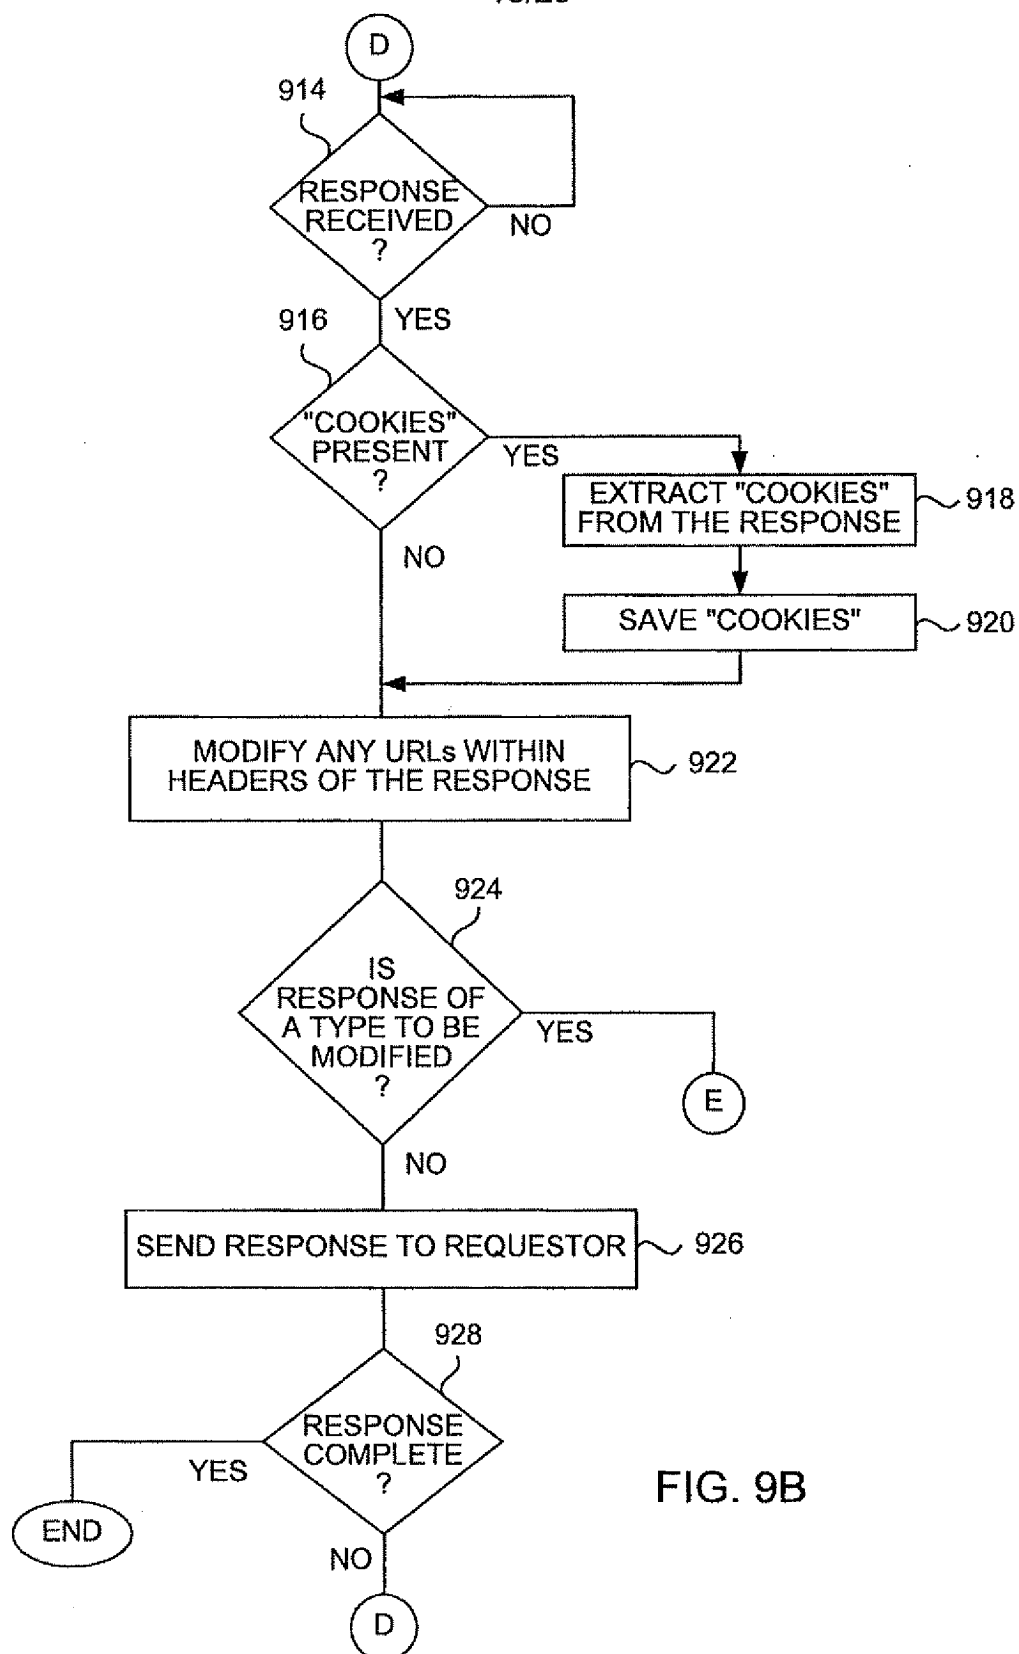 D
914
RESPONSE
RECEIVED
?
NO
YES
916
"COOKIES"
PRESENT
?
YES
NO
EXTRACT "COOKIES"
FROM THE RESPONSE
918
SAVE "COOKIES"
920
MODIFY ANY URLs WITHIN
HEADERS OF THE RESPONSE
922
924
IS
RESPONSE OF
A TYPE TO BE
MODIFIED
?
YES
E
NO
SEND RESPONSE TO REQUESTOR
926
928
RESPONSE
COMPLETE
?
YES
END
NO
D
FIG. 9B